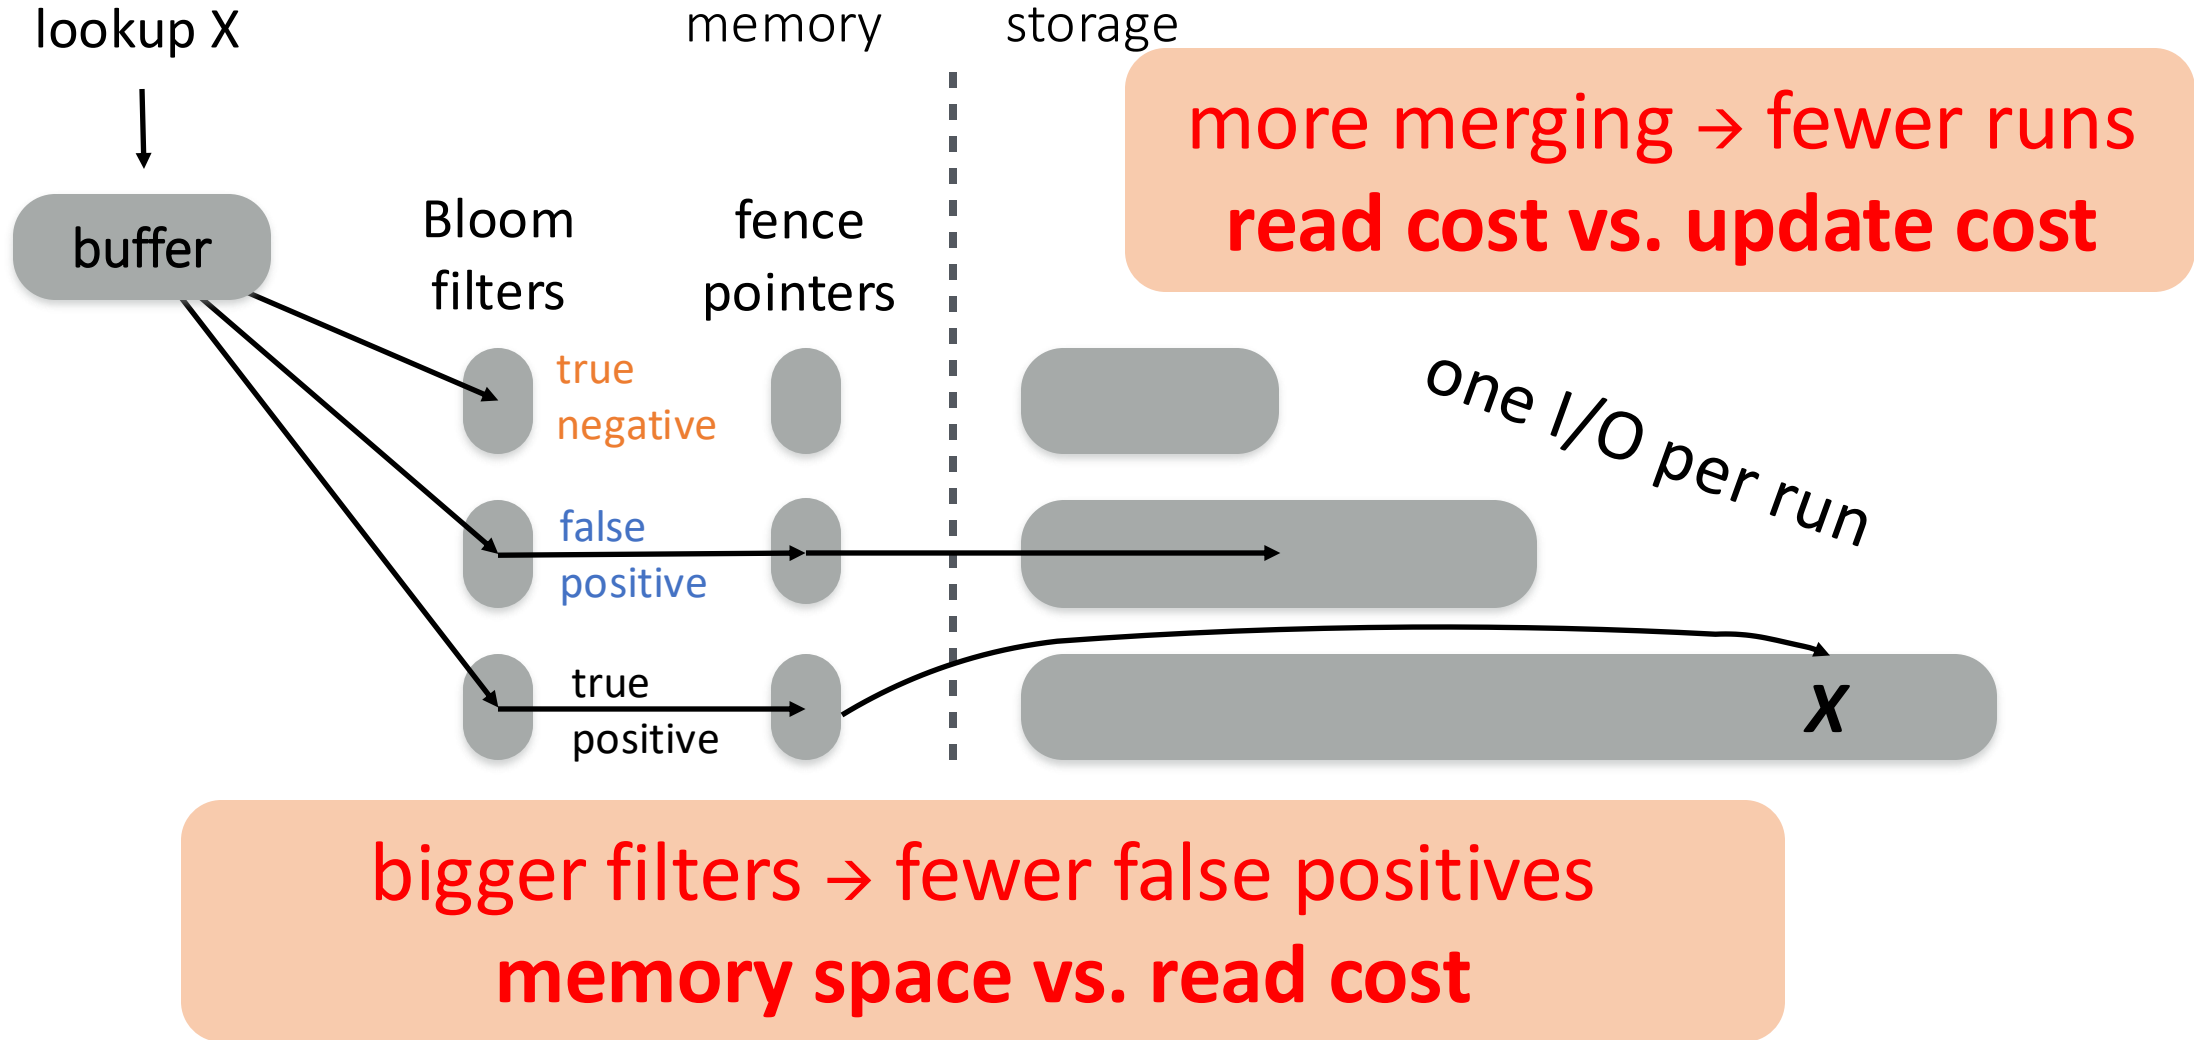 lookup X
memory
storage
more merging → fewer runs
read cost vs. update cost
buffer
Bloom
filters
fence
pointers
true
negative
one I/O per run
false
positive
true
positive
X
bigger filters → fewer false positives
memory space vs. read cost